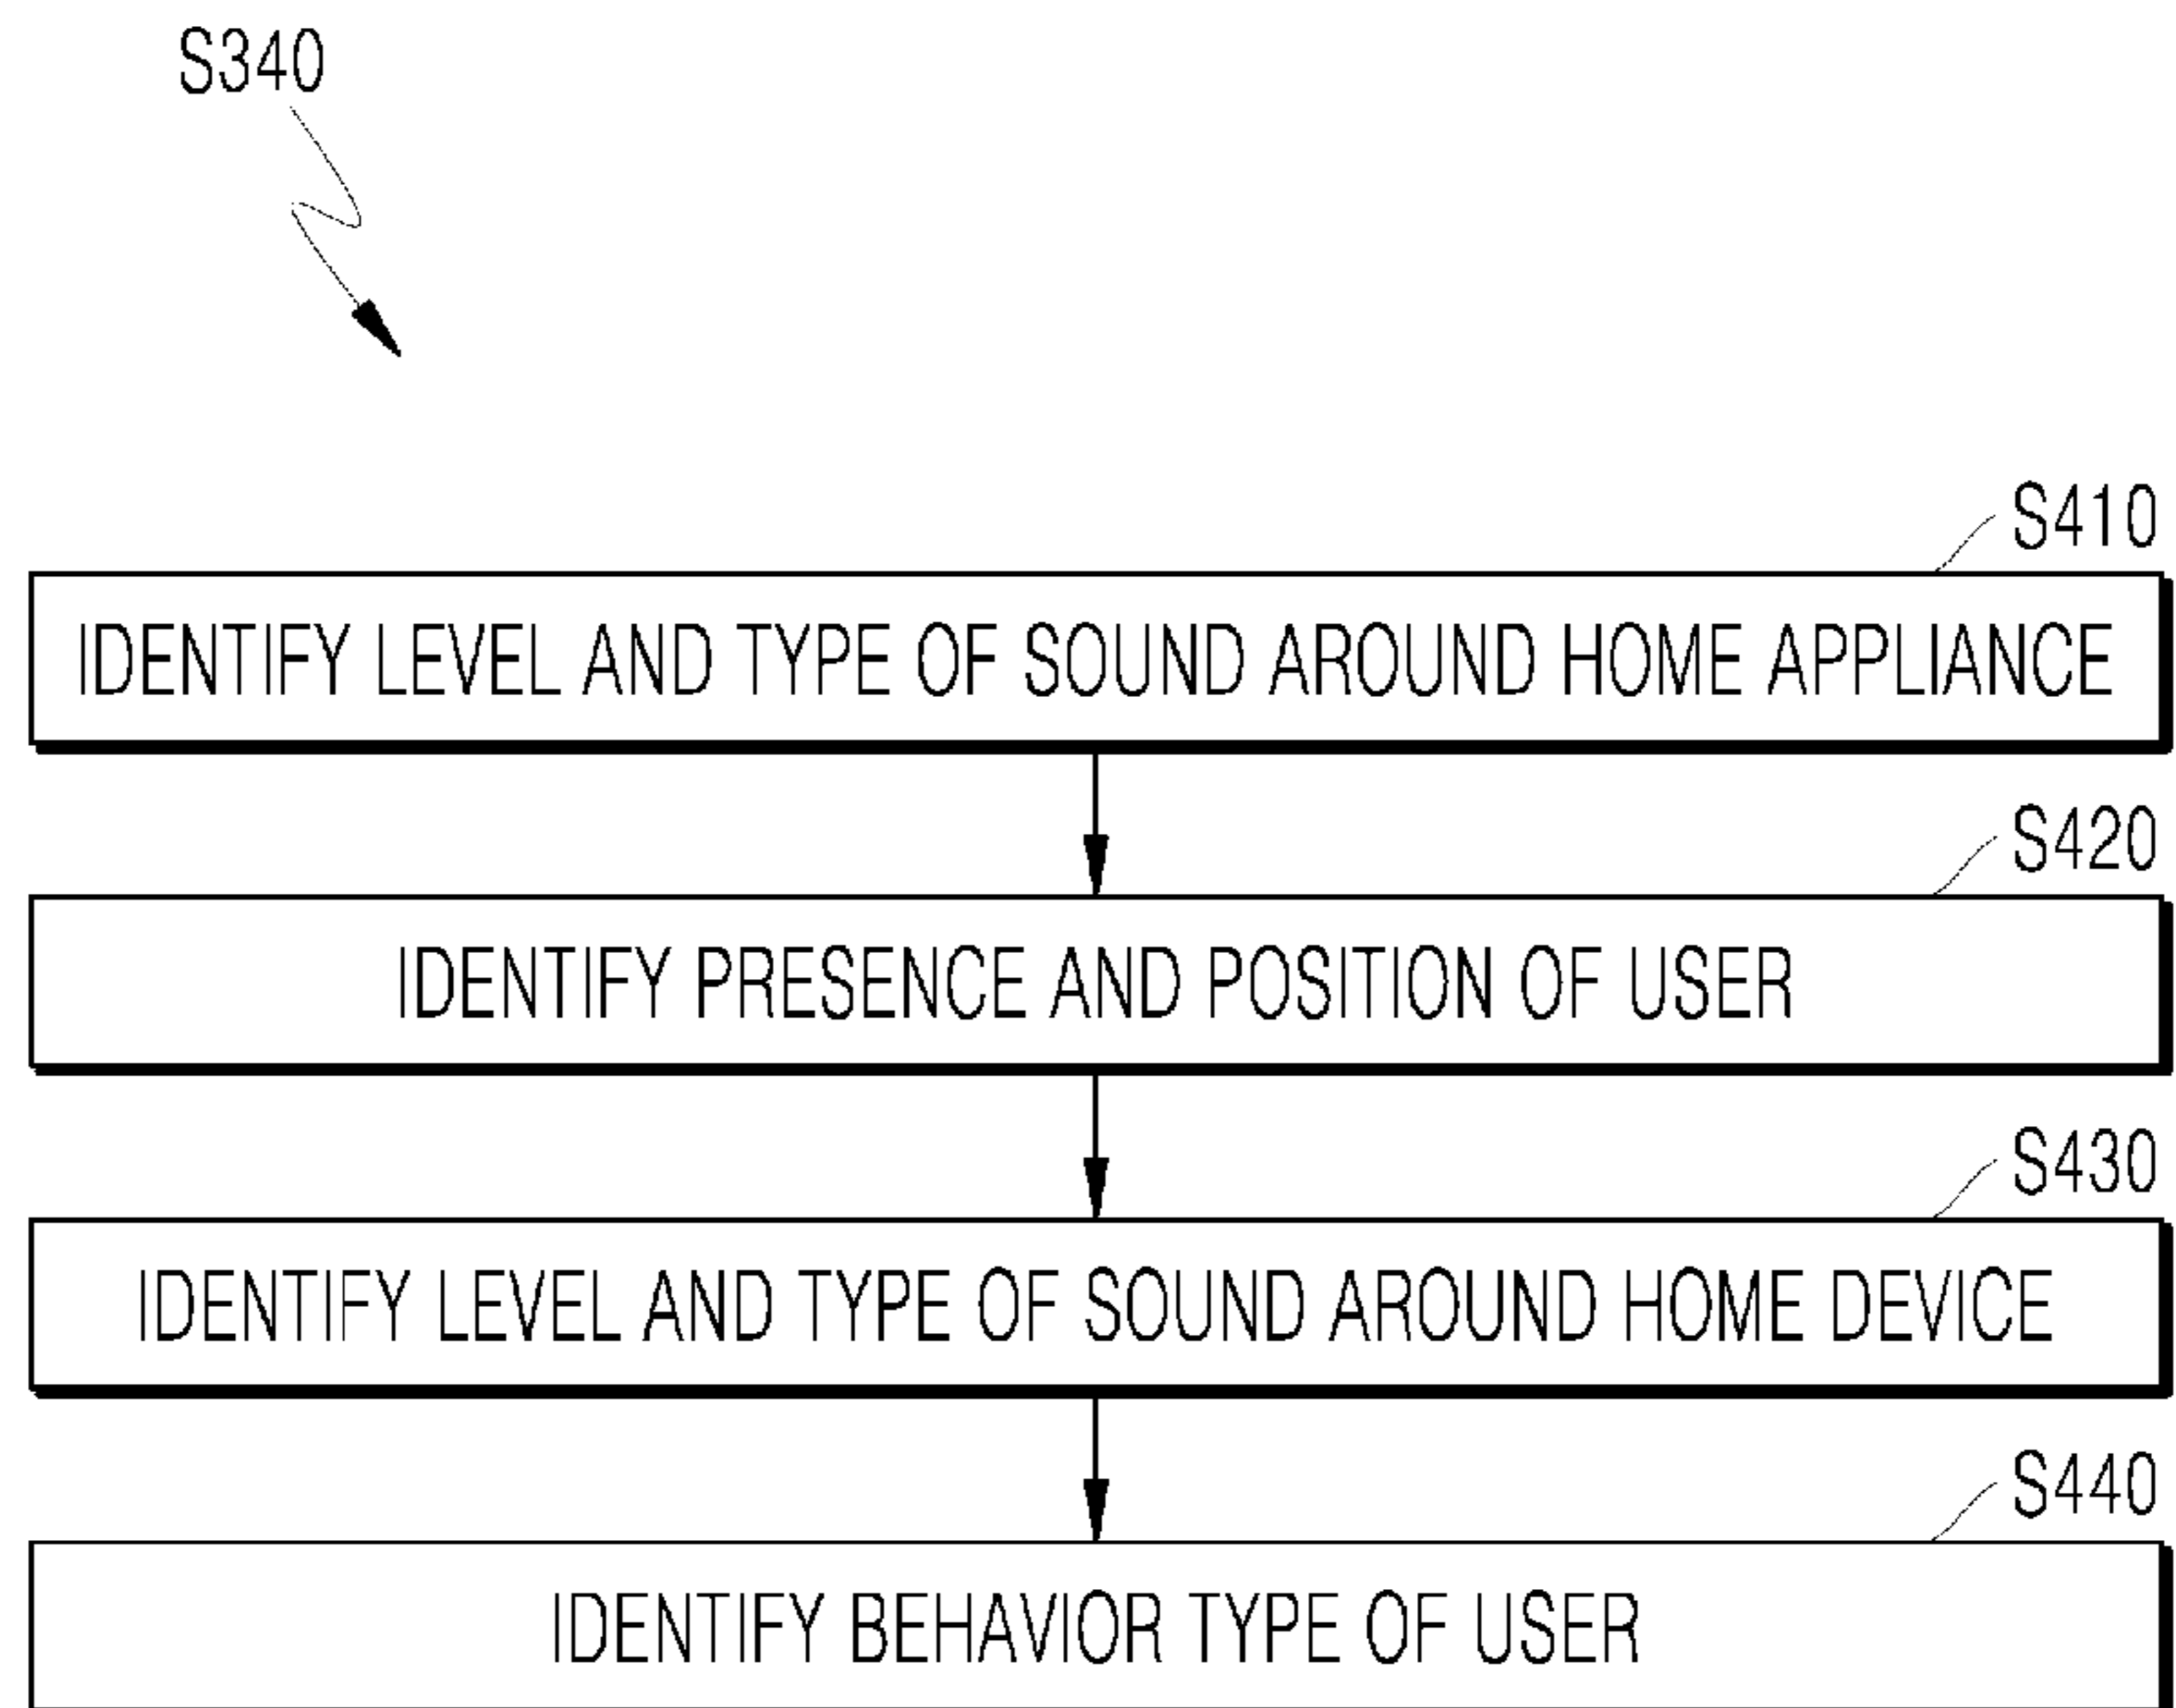 S340
S410
IDENTIFY LEVEL AND TYPE OF SOUND AROUND HOME APPLIANCE
S420
IDENTIFY PRESENCE AND POSITION OF USER
S430
IDENTIFY LEVEL AND TYPE OF SOUND AROUND HOME DEVICE
S440
IDENTIFY BEHAVIOR TYPE OF USER